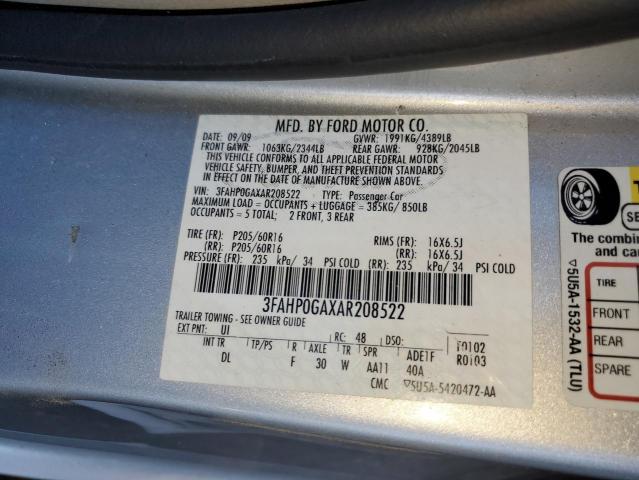 MFD. BY FORD MOTOR CO.
DATE: 09/09 GVWR: 1991KG/4389LB
FRONT GAWR: 1063KG/2344LB REAR GAWR: 928KG/2045LB
THIS VEHICLE CONFORMS TO ALL APPLICABLE FEDERAL MOTOR
VEHICLE SAFETY, BUMPER, AND THEFT PREVENTION STANDARDS
IN EFFECT ON THE DATE OF MANUFACTURE SHOWN ABOVE.
VIN: 3FAHP0GAXAR208522 TYPE: Passenger Car
MAXIMUM LOAD = OCCUPANTS + LUGGAGE = 385KG/ 850LB
OCCUPANTS = 5 TOTAL; 2 FRONT, 3 REAR
TIRE (FR): P205/60R16 RIMS (FR): 16X6.5J
(RR): P205/60R16 (RR): 16X6.5J
PRESSURE (FR): 235 kPa/ 34 PSI COLD (RR): 235 kPa/ 34 PSI COLD
3FAHP0GAXAR208522
TRAILER TOWING - SEE OWNER GUIDE
EXT PNT: UI RC: 48 DSO: T0102
INT TR TP/PS R AXLE TR SPR ADEIF R0103
DL F 30 W AA11 40A
CMC ▽5U5A-5420472-AA
The combin
and ca
TIRE
FRONT
REAR
SPARE
▽5U5A-1532-AA (TLU)